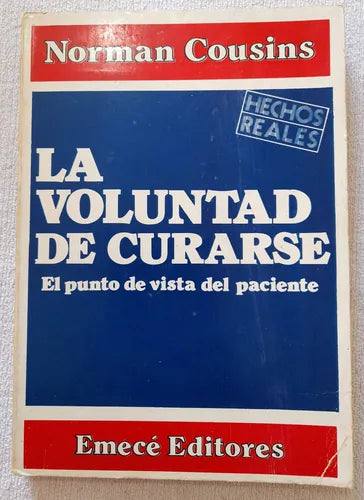 Norman Cousins
HECHOS
REALES
LA
VOLUNTAD
DE CURARSE
El punto de vista del paciente
Emecé Editores